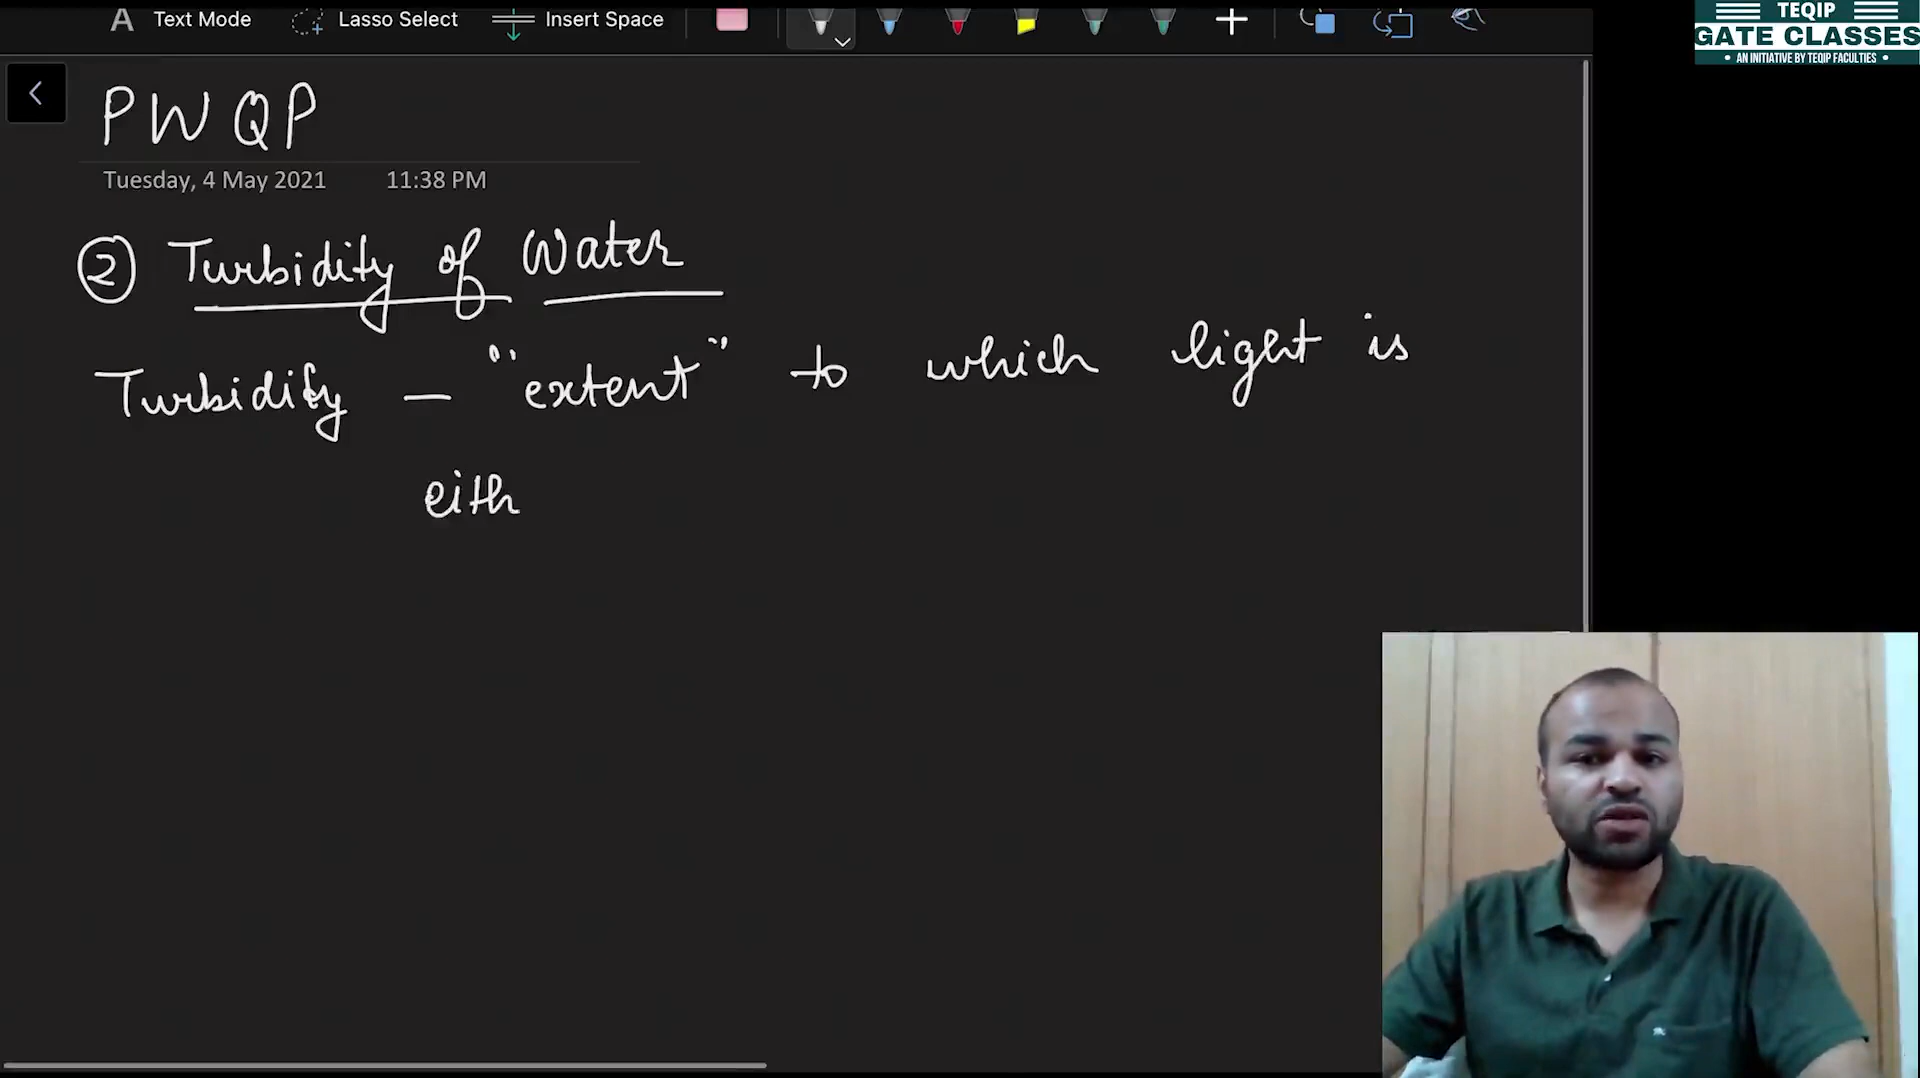 Text Mode Lasso Select Insert Space
TEQIP
GATE CLASSES
• AN INITIATIVE BY TEQIP FACULTIES •
PWQP
Tuesday, 4 May 2021 11:38 PM
② Turbidity of Water
Turbidity — "extent" to which light is
eith